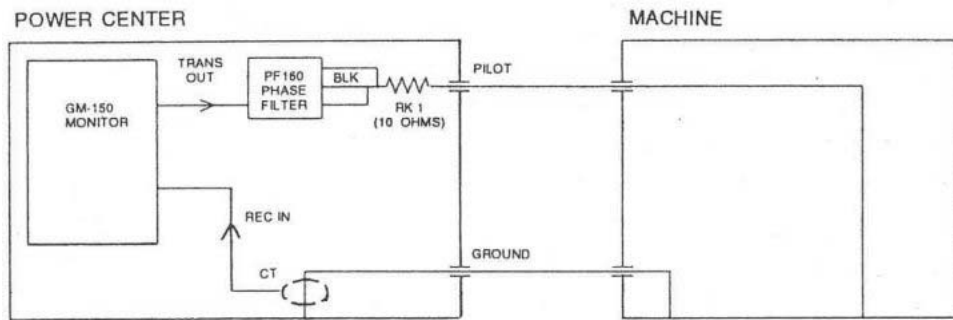 POWER CENTER
MACHINE
TRANS
OUT
PF160
PHASE
FILTER
BLK
PILOT
GM-150
MONITOR
RK 1
(10 OHMS)
REC IN
GROUND
CT